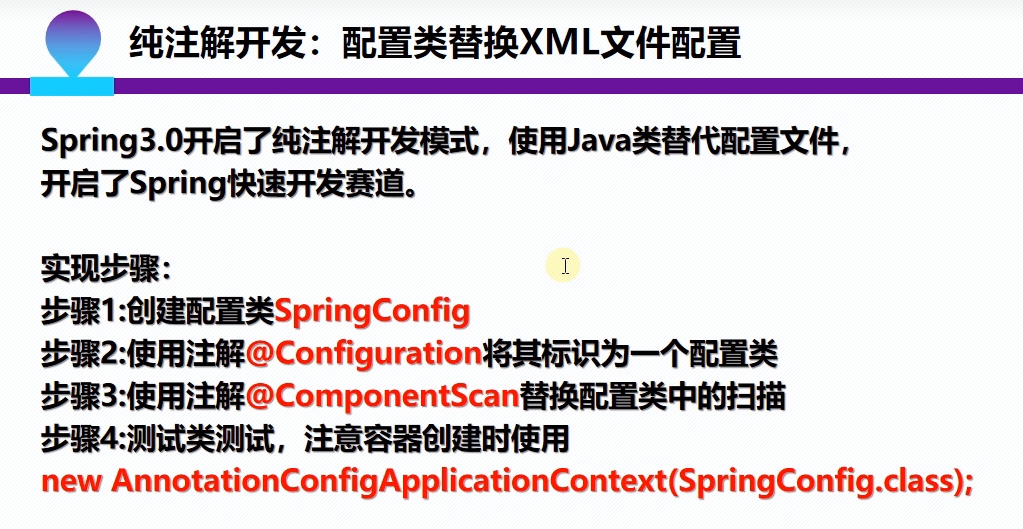 纯注解开发：配置类替换XML文件配置
Spring3.0开启了纯注解开发模式，使用Java类替代配置文件，
开启了Spring快速开发赛道。
实现步骤：
步骤1:创建配置类SpringConfig
步骤2:使用注解@Configuration将其标识为一个配置类
步骤3:使用注解@ComponentScan替换配置类中的扫描
步骤4:测试类测试，注意容器创建时使用
new AnnotationConfigApplicationContext(SpringConfig.class);